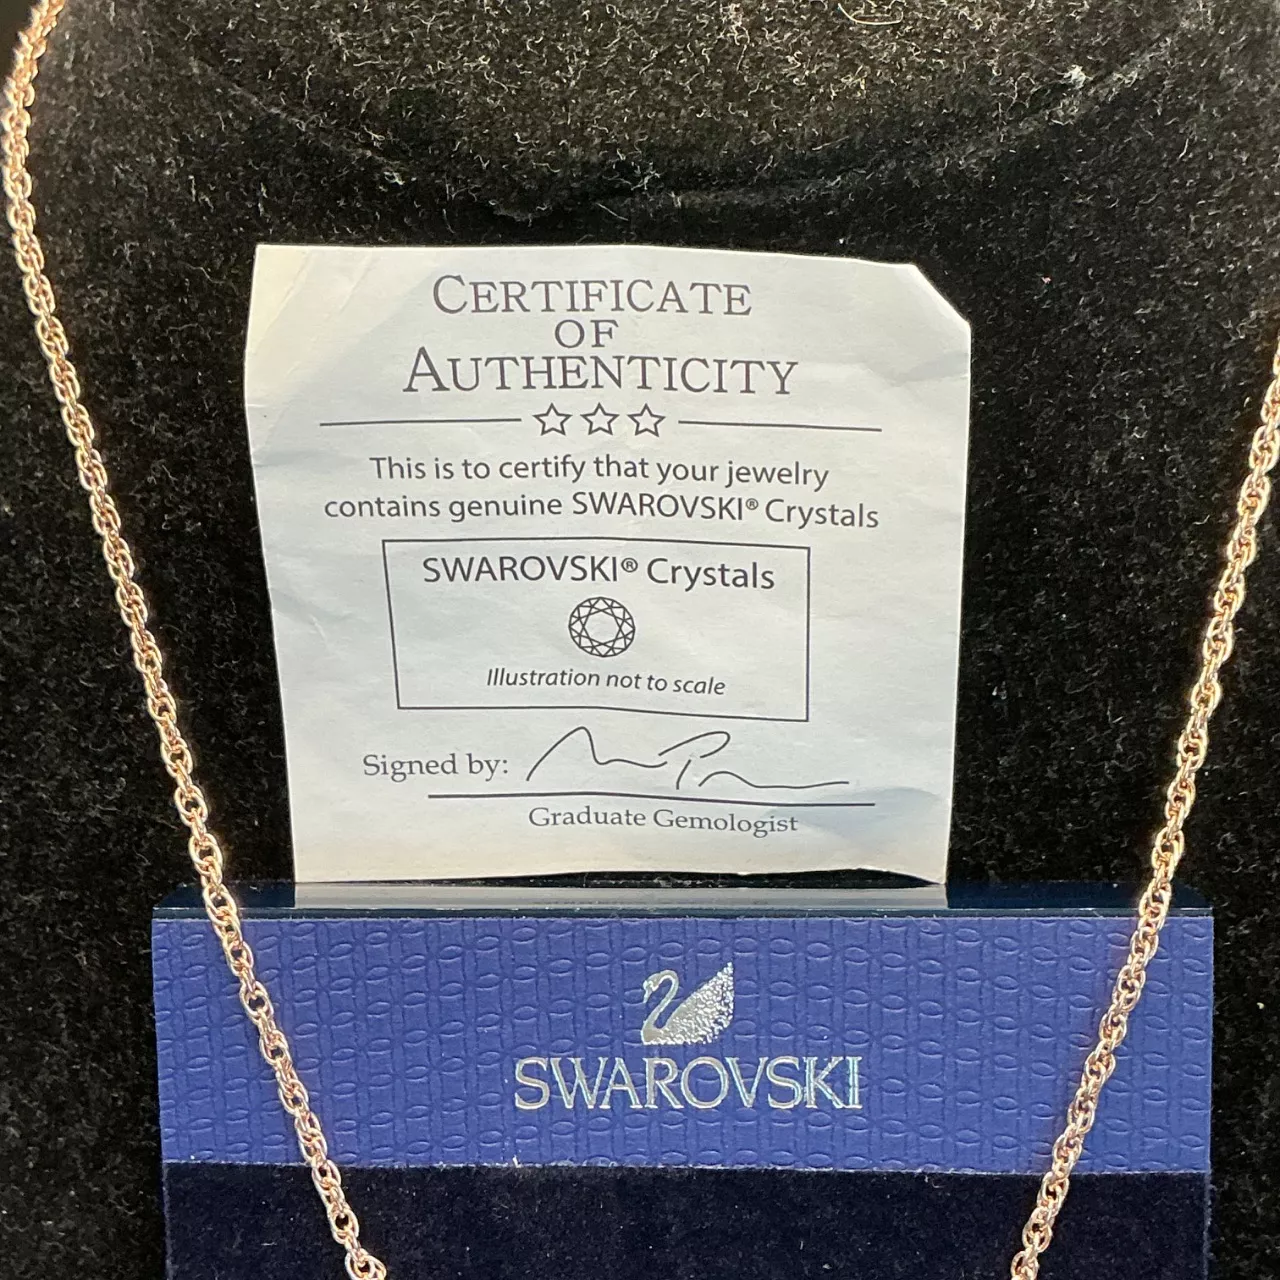 CERTIFICATE
OF
AUTHENTICITY
This is to certify that your jewelry
contains genuine SWAROVSKI® Crystals
SWAROVSKI® Crystals
Illustration not to scale
Signed by:
Graduate Gemologist
SWAROVSKI